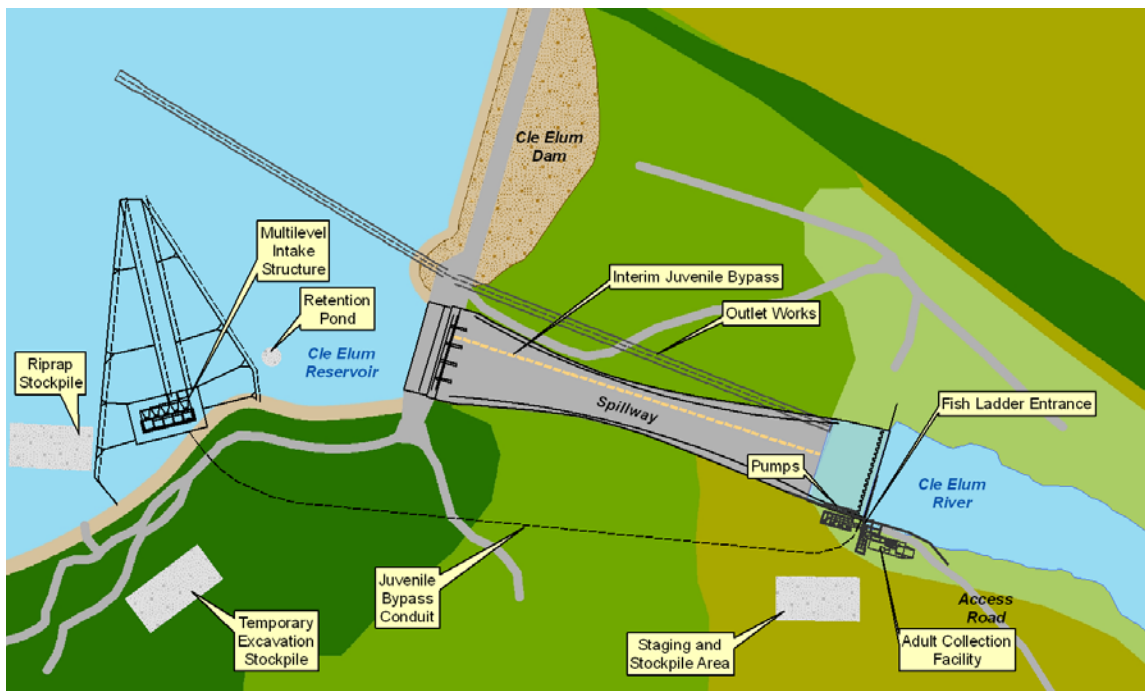 Cle Elum
Dam
Multilevel
Intake
Structure
Interim Juvenile Bypass
Retention
Pond
Outlet Works
Cle Elum
Reservoir
Riprap
Stockpile
Spillway
Fish Ladder Entrance
Pumps
Cle Elum
River
Juvenile
Bypass
Conduit
Access
Road
Temporary
Excavation
Stockpile
Staging and
Stockpile Area
Adult Collection
Facility